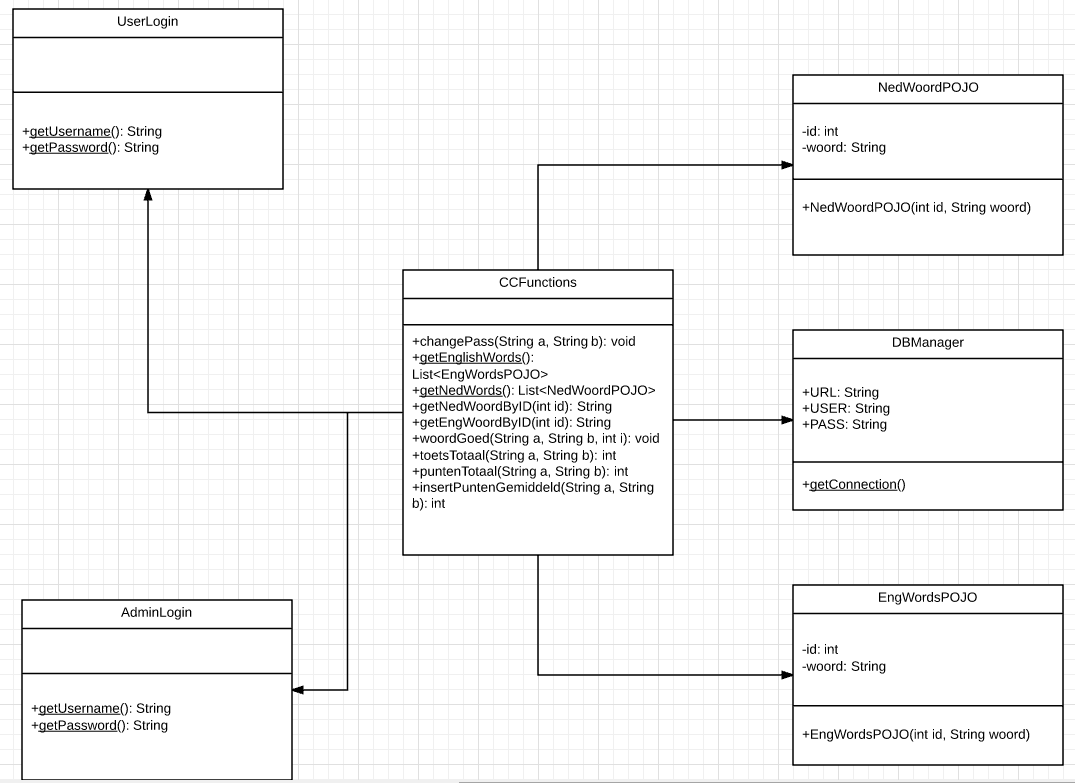 UserLogin
+getUsername(): String
+getPassword(): String
NedWoordPOJO
-id: int
-woord: String
+NedWoordPOJO(int id, String woord)
CCFunctions
+changePass(String a, String b): void
+getEnglishWords():
List<EngWordsPOJO>
+getNedWords(): List<NedWoordPOJO>
+getNedWoordByID(int id): String
+getEngWoordByID(int id): String
+woordGoed(String a, String b, int i): void
+toetsTotaal(String a, String b): int
+puntenTotaal(String a, String b): int
+insertPuntenGemiddeld(String a, String
b): int
DBManager
+URL: String
+USER: String
+PASS: String
+getConnection()
AdminLogin
+getUsername(): String
+getPassword(): String
EngWordsPOJO
-id: int
-woord: String
+EngWordsPOJO(int id, String woord)